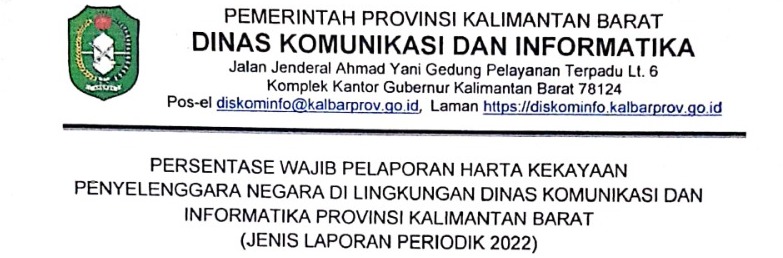 PEMERINTAH PROVINSI KALIMANTAN BARAT
DINAS KOMUNIKASI DAN INFORMATIKA
Jalan Jenderal Ahmad Yani Gedung Pelayanan Terpadu Lt. 6
Komplek Kantor Gubernur Kalimantan Barat 78124
Pos-el diskominfo@kalbarprov.go.id, Laman https://diskominfo.kalbarprov.go.id
PERSENTASE WAJIB PELAPORAN HARTA KEKAYAAN
PENYELENGGARA NEGARA DI LINGKUNGAN DINAS KOMUNIKASI DAN
INFORMATIKA PROVINSI KALIMANTAN BARAT
(JENIS LAPORAN PERIODIK 2022)